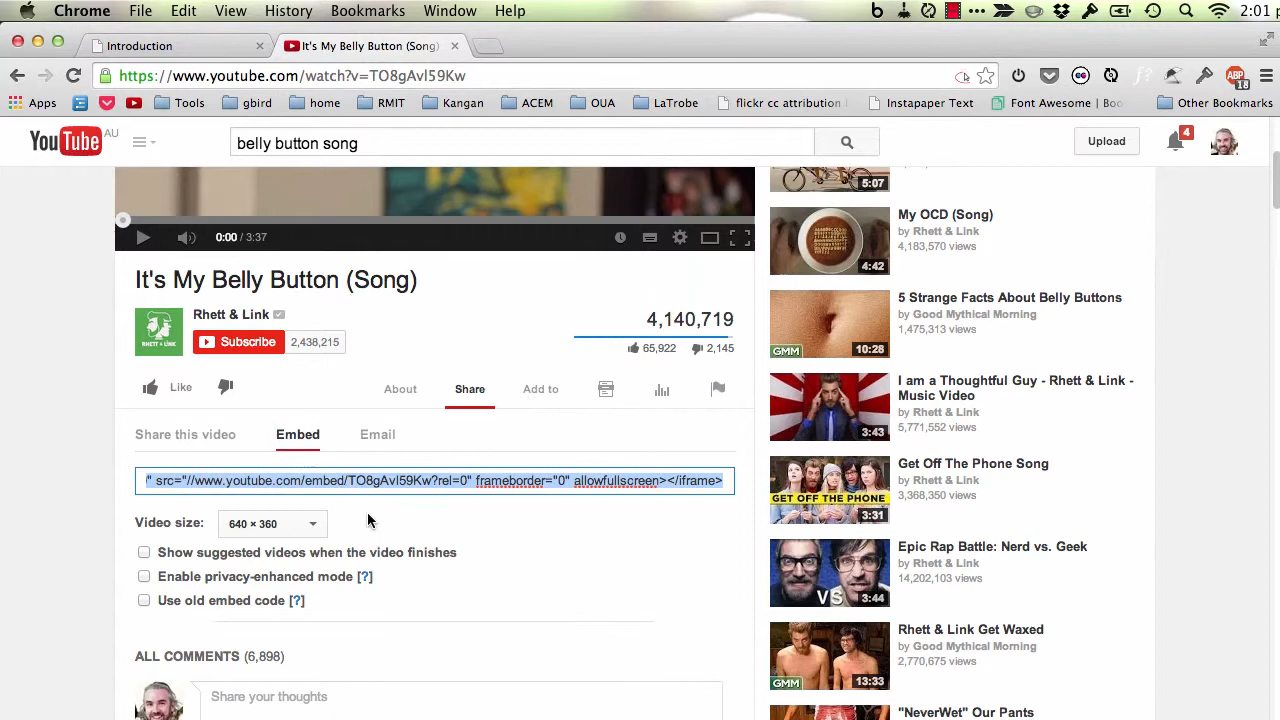 Chrome File Edit View History Bookmarks Window Help 2:01
Introduction
It's My Belly Button (Song)
https://www.youtube.com/watch?v=TO8gAvl59Kw
ABP
18
Apps Tools gbird home RMIT Kangan ACEM OUA LaTrobe flickr cc attribution Instapaper Text Font Awesome | Boo Other Bookmarks
YouTube AU
belly button song
Upload
4
5:07
0:00 / 3:37
It's My Belly Button (Song)
Rhett & Link
RHETT & LINK
Subscribe 2,438,215
4,140,719
65,922 2,145
Like
About Share Add to
Share this video Embed Email
" src="//www.youtube.com/embed/TO8gAvl59Kw?rel=0" frameborder="0" allowfullscreen></iframe>
Video size: 640 × 360
Show suggested videos when the video finishes
Enable privacy-enhanced mode [?]
Use old embed code [?]
ALL COMMENTS (6,898)
Share your thoughts
My OCD (Song)
by Rhett & Link
4,183,570 views
4:42
5 Strange Facts About Belly Buttons
by Good Mythical Morning
1,475,313 views
GMM
10:28
I am a Thoughtful Guy - Rhett & Link -
Music Video
by Rhett & Link
5,771,552 views
3:43
Get Off The Phone Song
by Rhett & Link
3,368,350 views
GET OFF THE PHONE
3:31
Epic Rap Battle: Nerd vs. Geek
by Rhett & Link
14,202,103 views
VS
3:44
Rhett & Link Get Waxed
by Good Mythical Morning
2,770,675 views
GMM
13:33
"NeverWet" Our Pants